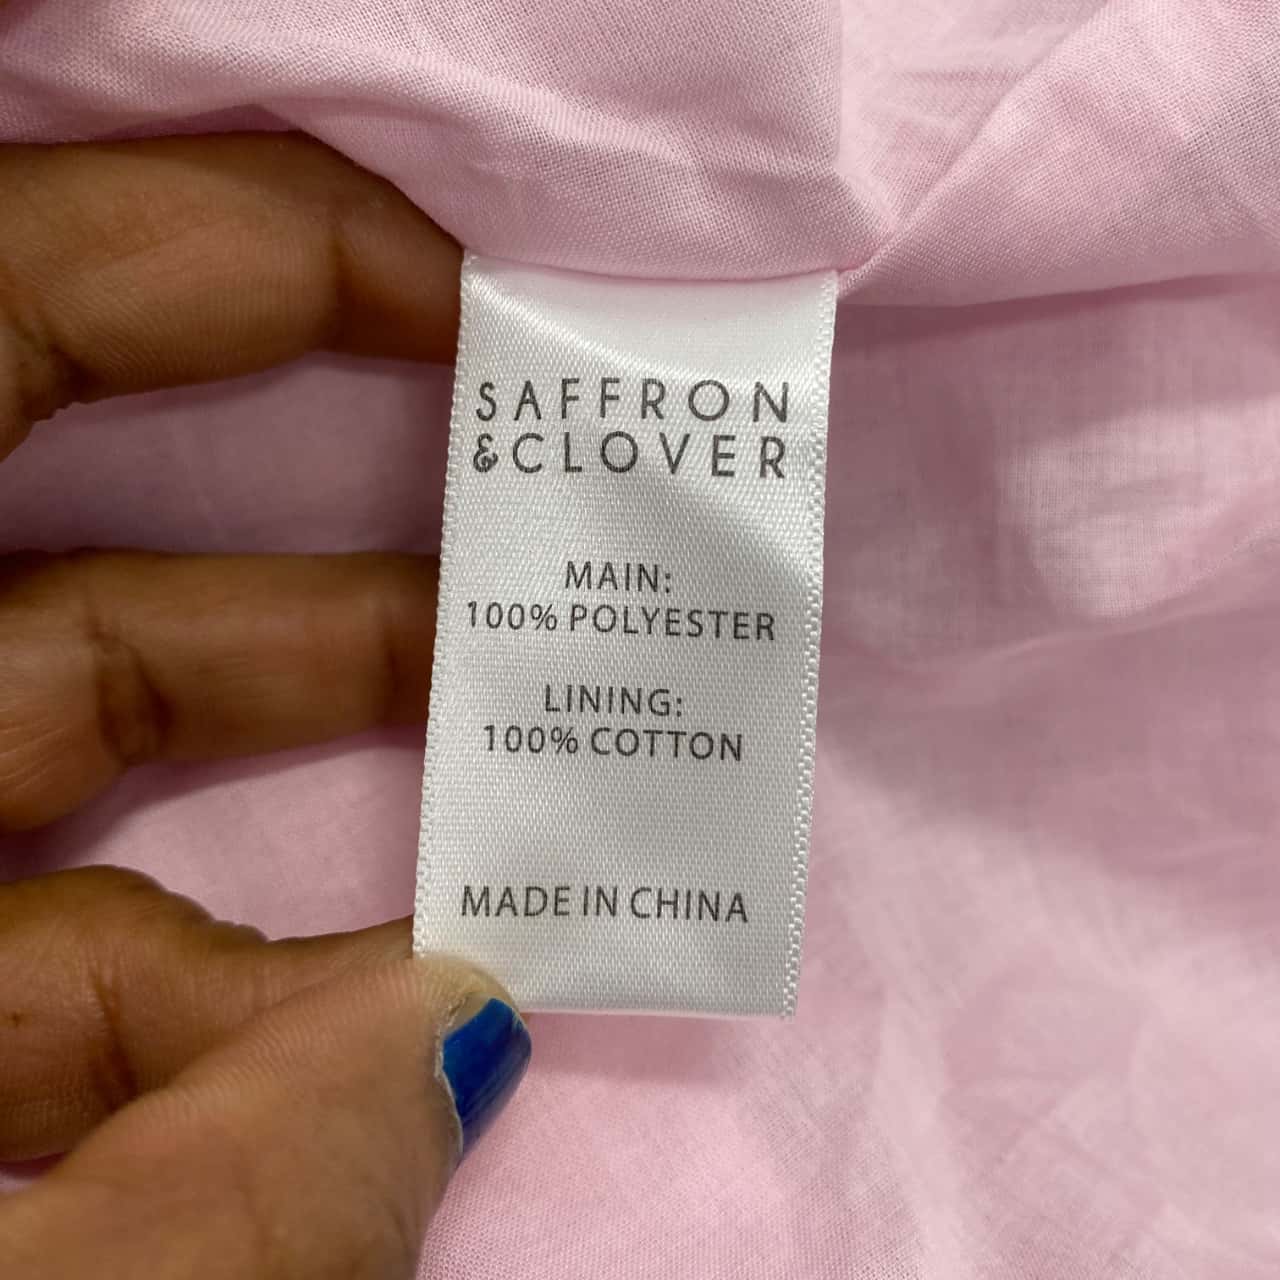 SAFFRON
& CLOVER
MAIN:
100% POLYESTER
LINING:
100% COTTON
MADE IN CHINA